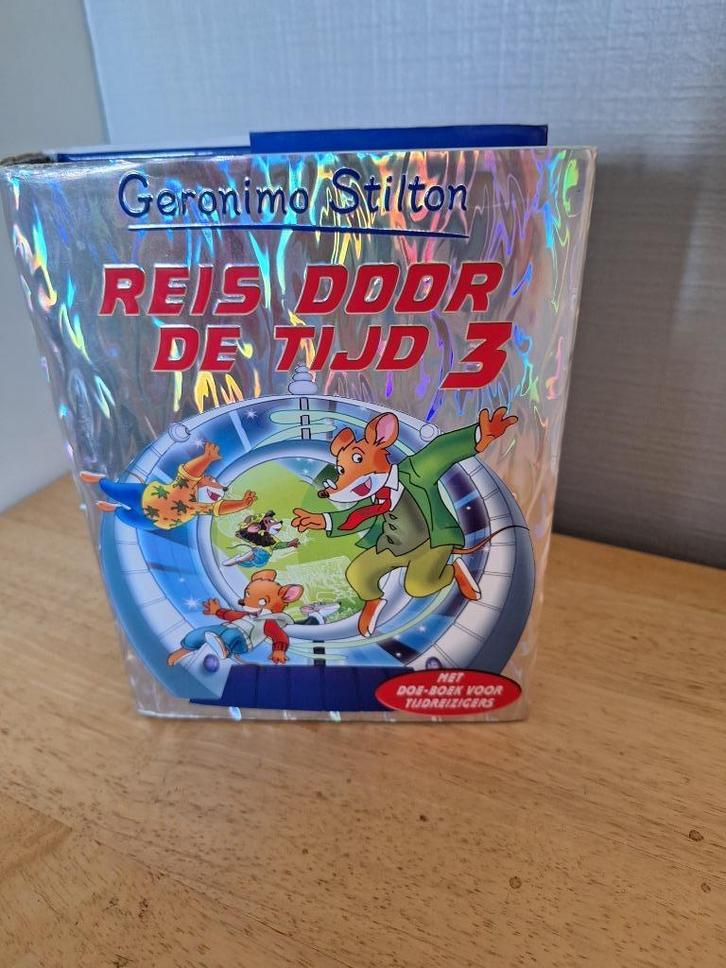 Geronimo Stilton
REIS DOOR
DE TIJD 3
MET
DOE-BOEK VOOR
TIJDREIZIGERS